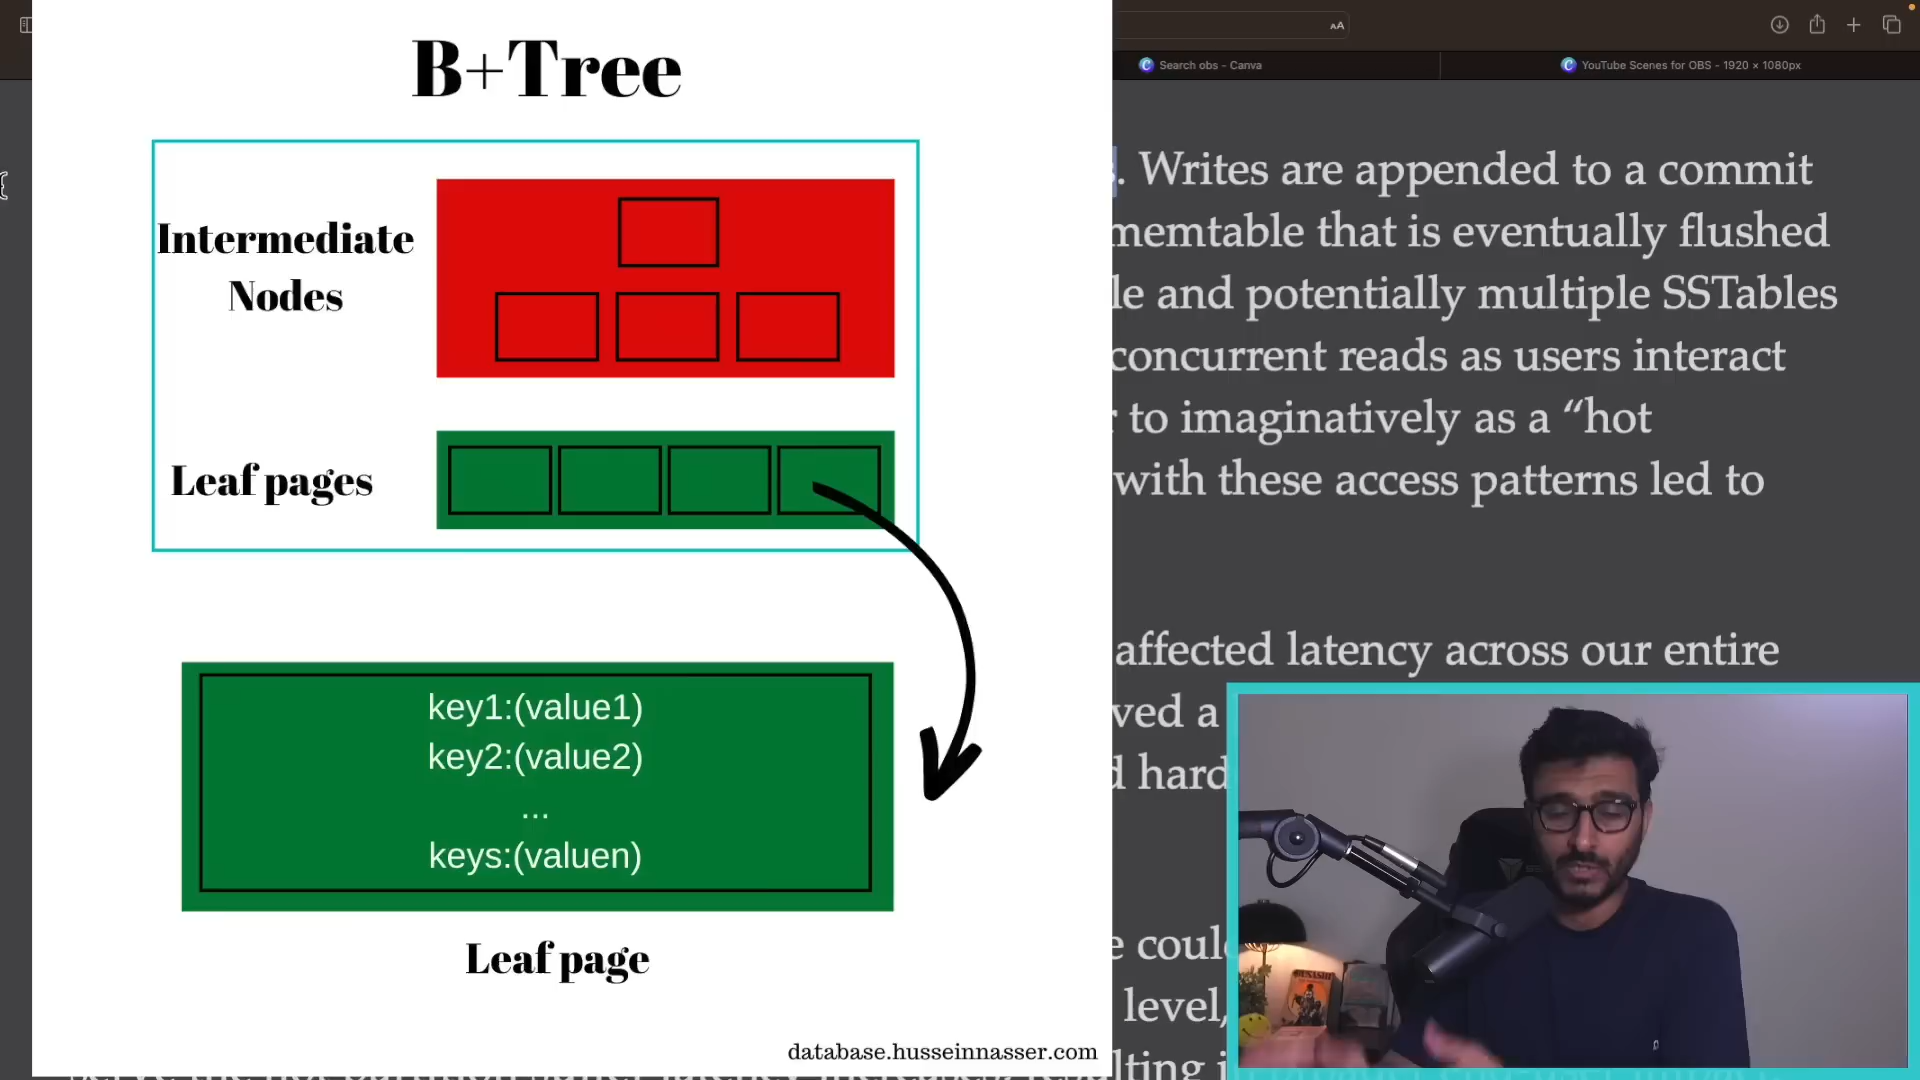 B+Tree
Intermediate
Nodes
Leaf pages
key1:(value1)
key2:(value2)
...
keys:(valuen)
Leaf page
database.husseinnasser.com
AA
Search obs - Canva
YouTube Scenes for OBS - 1920 × 1080px
. Writes are appended to a commit
memtable that is eventually flushed
le and potentially multiple SSTables
concurrent reads as users interact
to imaginatively as a “hot
with these access patterns led to
affected latency across our entire
ved a
d hard
e coul
level,